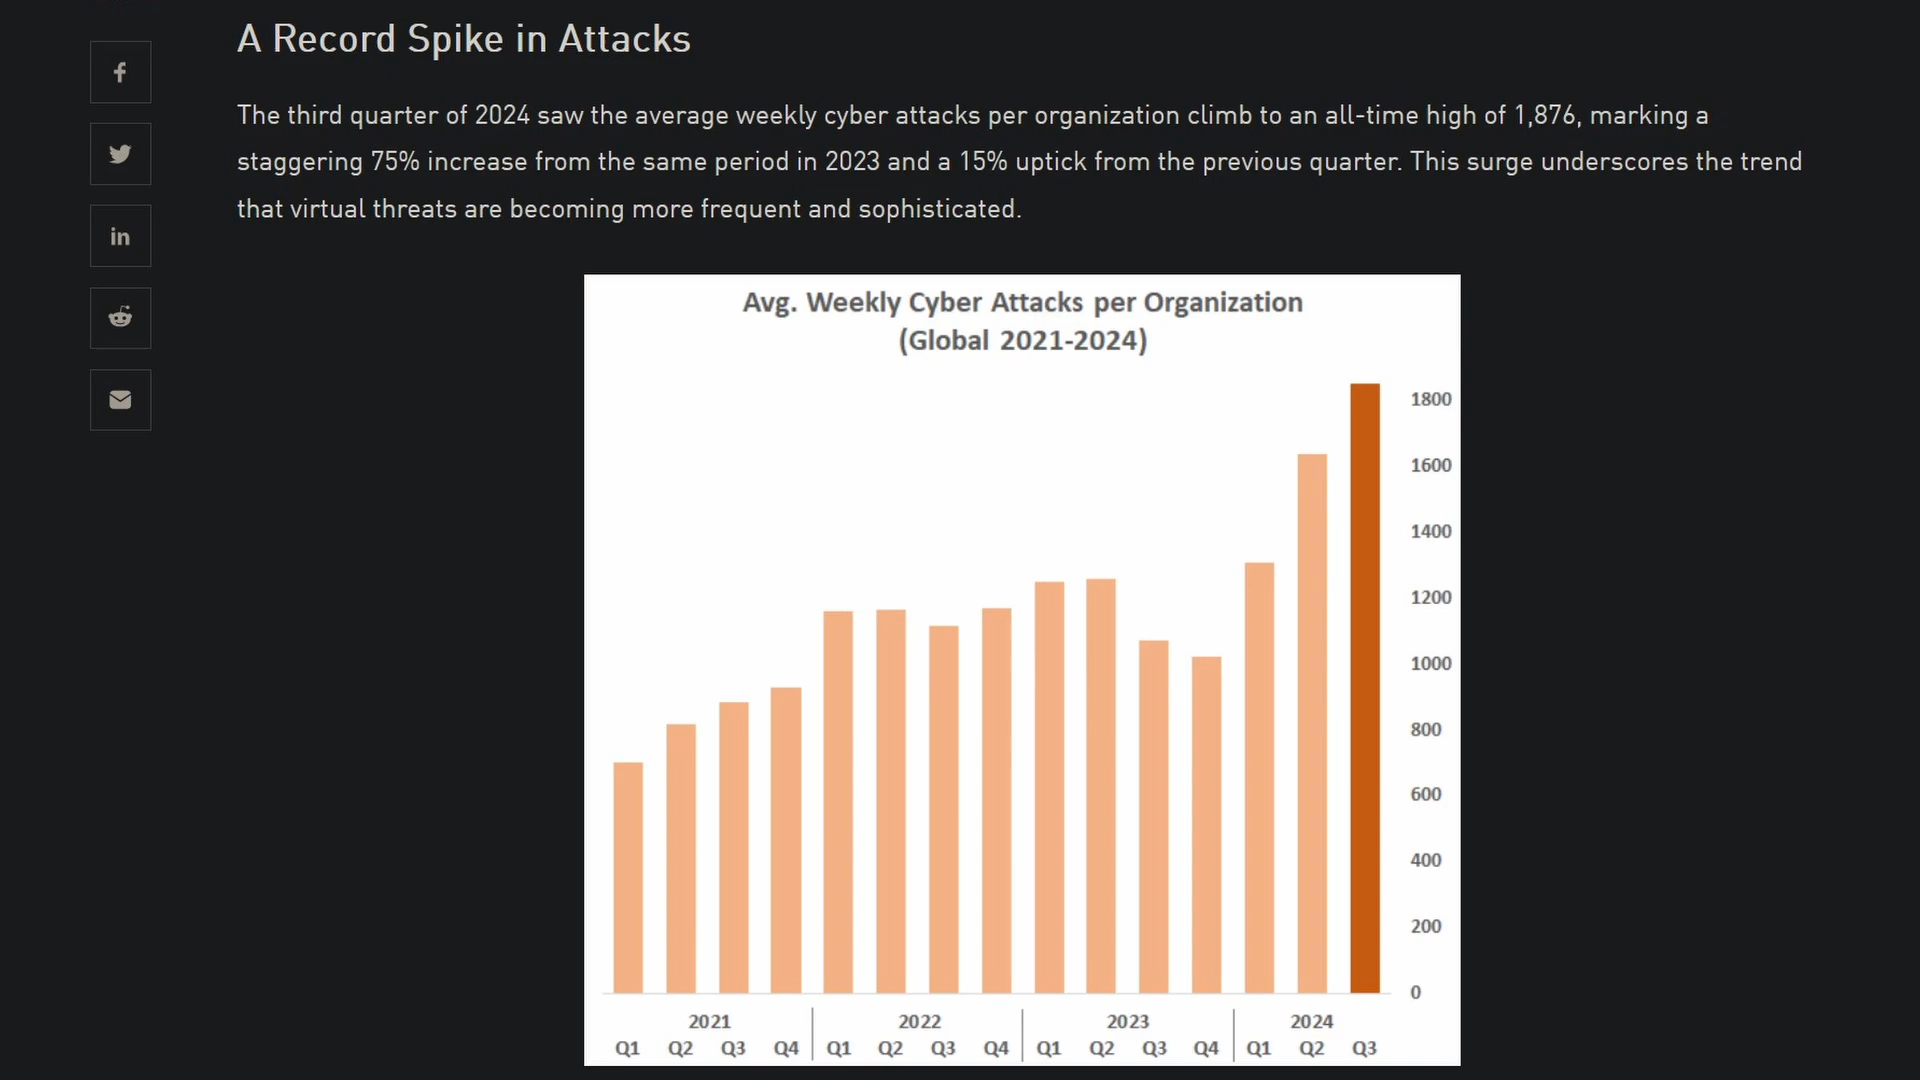 A Record Spike in Attacks
The third quarter of 2024 saw the average weekly cyber attacks per organization climb to an all-time high of 1,876, marking a
staggering 75% increase from the same period in 2023 and a 15% uptick from the previous quarter. This surge underscores the trend
that virtual threats are becoming more frequent and sophisticated.
Avg. Weekly Cyber Attacks per Organization
(Global 2021-2024)
1800
1600
1400
1200
1000
800
600
400
200
0
2021 2022 2023 2024
Q1 Q2 Q3 Q4 Q1 Q2 Q3 Q4 Q1 Q2 Q3 Q4 Q1 Q2 Q3